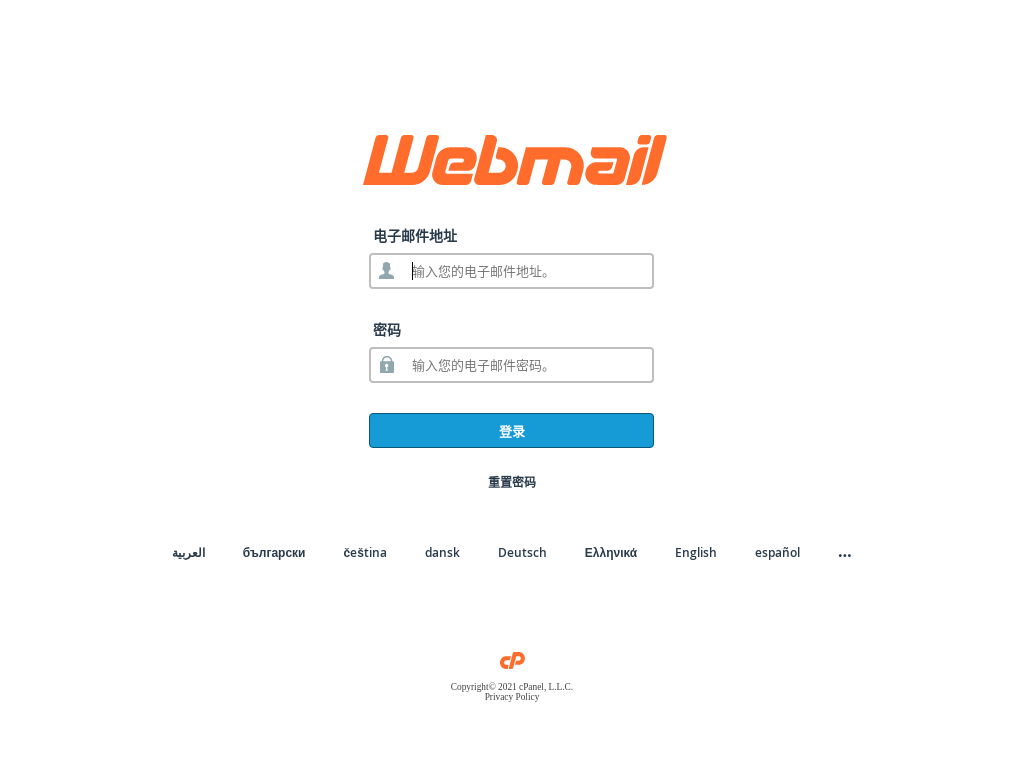 Webmail
电子邮件地址
输入您的电子邮件地址。
密码
输入您的电子邮件密码。
登录
重置密码
العربية български čeština dansk Deutsch Ελληνικά English español ...
cP
Copyright© 2021 cPanel, L.L.C.
Privacy Policy